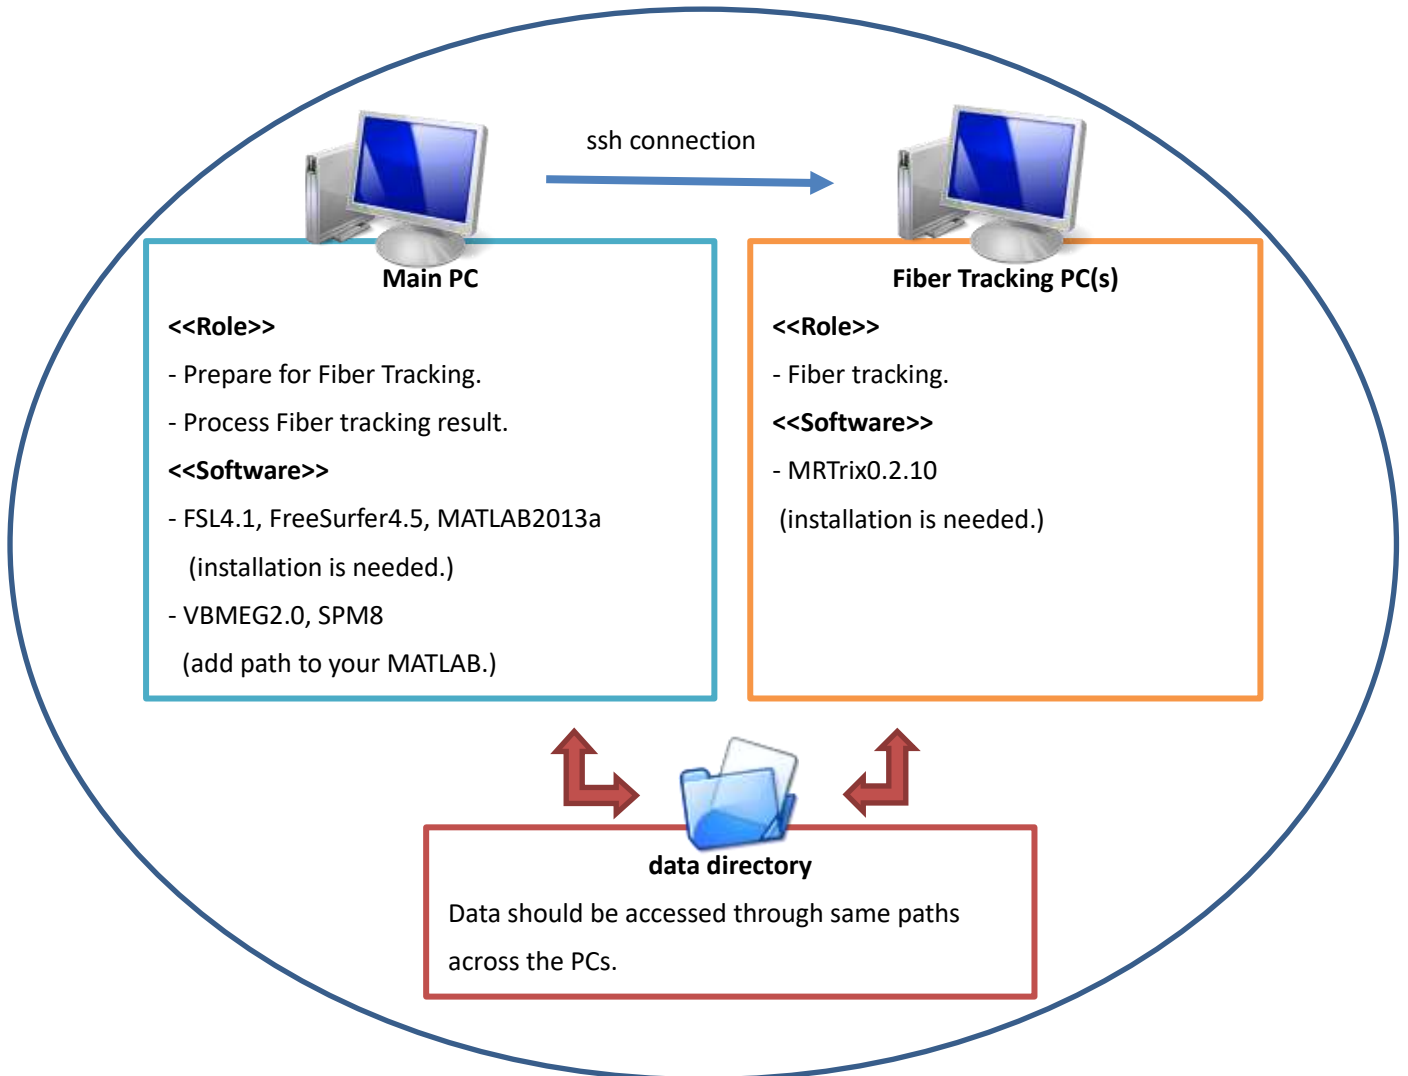 ssh connection
Main PC
<<Role>>
- Prepare for Fiber Tracking.
- Process Fiber tracking result.
<<Software>>
- FSL4.1, FreeSurfer4.5, MATLAB2013a
(installation is needed.)
- VBMEG2.0, SPM8
(add path to your MATLAB.)
Fiber Tracking PC(s)
<<Role>>
- Fiber tracking.
<<Software>>
- MRTrix0.2.10
(installation is needed.)
data directory
Data should be accessed through same paths
across the PCs.